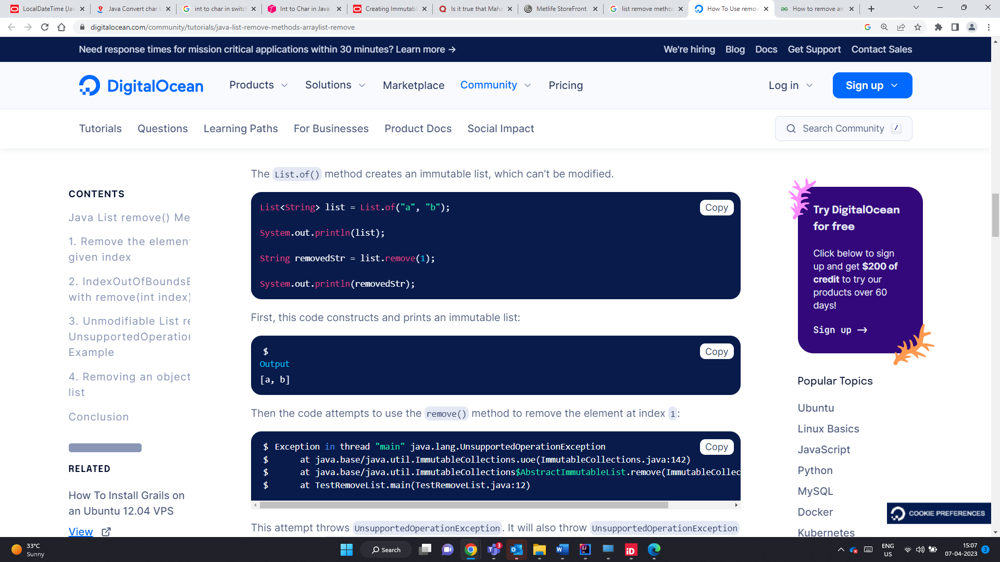 LocalDateTime (Jav
Java Convert char t
int to char in switc
Int to Char in Java
Creating Immutab
Is it true that Maha
Metlife StoreFront
list remove metho
How To Use remov
How to remove an
digitalocean.com/community/tutorials/java-list-remove-methods-arraylist-remove
Need response times for mission critical applications within 30 minutes? Learn more →
We're hiring Blog Docs Get Support Contact Sales
DigitalOcean Products Solutions Marketplace Community Pricing Log in Sign up
Tutorials Questions Learning Paths For Businesses Product Docs Social Impact Search Community /
CONTENTS
Java List remove() Me
1. Remove the element
given index
2. IndexOutOfBoundsE
with remove(int index)
3. Unmodifiable List re
UnsupportedOperation
Example
4. Removing an object
list
Conclusion
RELATED
How To Install Grails on
an Ubuntu 12.04 VPS
View
The List.of() method creates an immutable list, which can’t be modified.
Copy
List<String> list = List.of("a", "b");
System.out.println(list);
String removedStr = list.remove(1);
System.out.println(removedStr);
First, this code constructs and prints an immutable list:
Copy
$
Output
[a, b]
Then the code attempts to use the remove() method to remove the element at index 1:
Copy
$ Exception in thread "main" java.lang.UnsupportedOperationException
$ at java.base/java.util.ImmutableCollections.uoe(ImmutableCollections.java:142)
$ at java.base/java.util.ImmutableCollections$AbstractImmutableList.remove(ImmutableCollec
$ at TestRemoveList.main(TestRemoveList.java:12)
This attempt throws UnsupportedOperationException. It will also throw UnsupportedOperationException
Try DigitalOcean
for free
Click below to sign
up and get $200 of
credit to try our
products over 60
days!
Sign up →
Popular Topics
Ubuntu
Linux Basics
JavaScript
Python
MySQL
Docker
Kubernetes
COOKIE PREFERENCES
33°C
Sunny
Search
3
ENG
US
15:07
07-04-2023
3